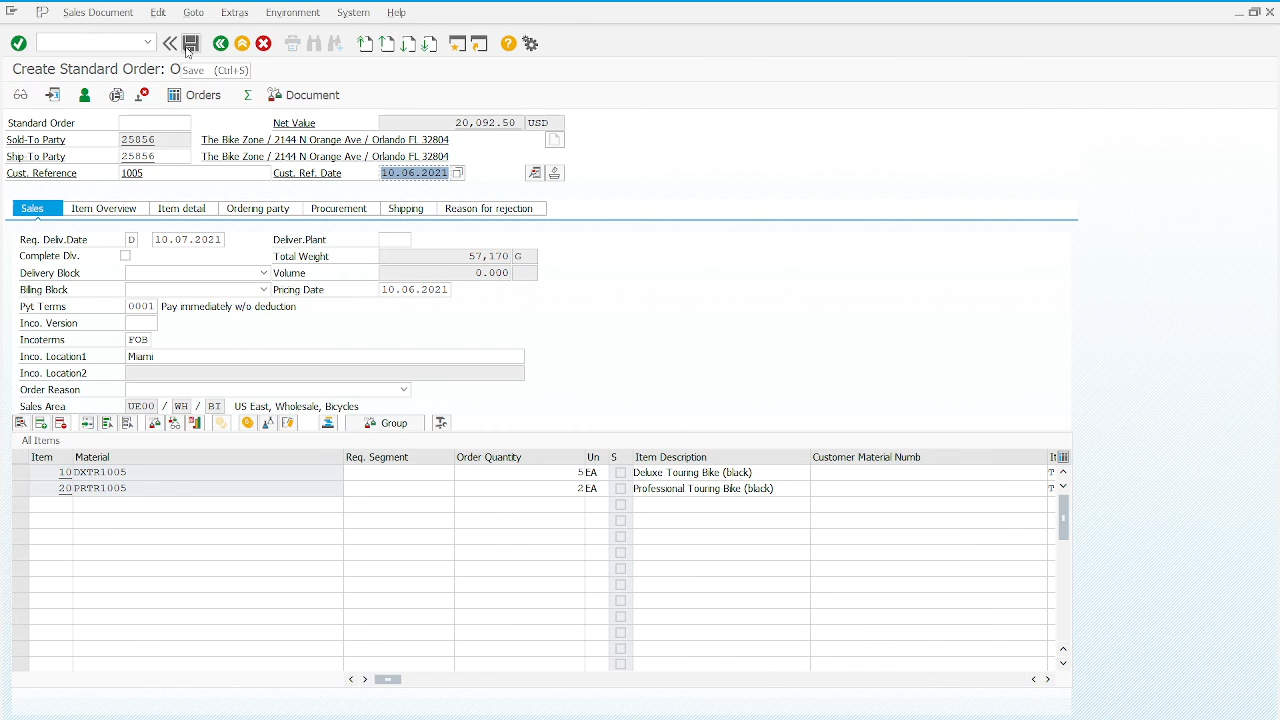 Sales Document Edit Goto Extras Environment System Help
Create Standard Order: O
Save (Ctrl+S)
Orders Σ Document
Standard Order Net Value 20,092.50 USD
Sold-To Party 25856 The Bike Zone / 2144 N Orange Ave / Orlando FL 32804
Ship-To Party 25856 The Bike Zone / 2144 N Orange Ave / Orlando FL 32804
Cust. Reference 1005 Cust. Ref. Date 10.06.2021
Sales Item Overview Item detail Ordering party Procurement Shipping Reason for rejection
Req. Deliv.Date D 10.07.2021 Deliver.Plant
Complete Dlv. Total Weight 57,170 G
Delivery Block Volume 0.000
Billing Block Pricing Date 10.06.2021
Pyt Terms 0001 Pay immediately w/o deduction
Inco. Version
Incoterms FOB
Inco. Location1 Miami
Inco. Location2
Order Reason
Sales Area UE00 / WH / BI US East, Wholesale, Bicycles
Group
All Items
Item Material Req. Segment Order Quantity Un S Item Description Customer Material Numb It
10 DXTR1005 5 EA Deluxe Touring Bike (black) T
20 PRTR1005 2 EA Professional Touring Bike (black) T